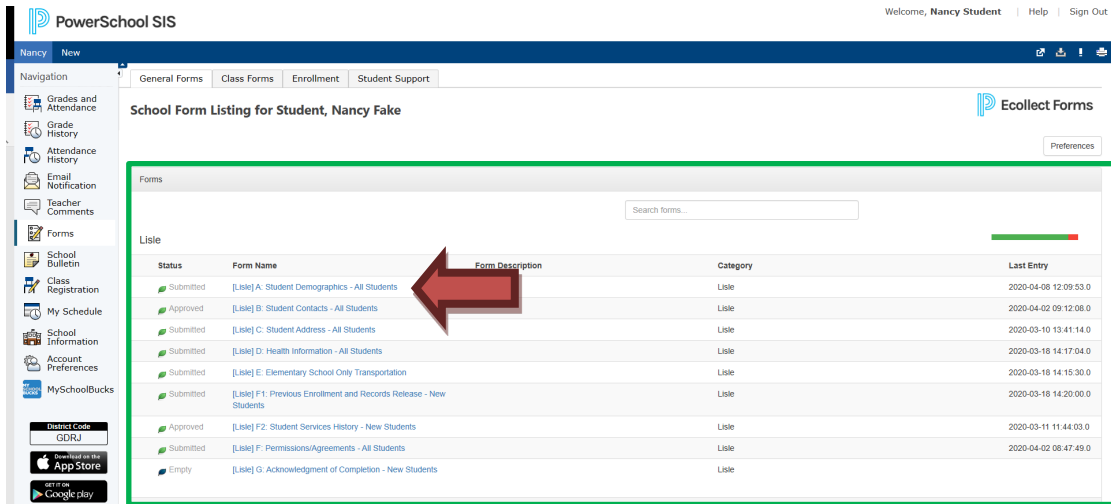 PowerSchool SIS
Welcome, Nancy Student | Help | Sign Out
Nancy New
Navigation
Grades and
Attendance
Grade
History
Attendance
History
Email
Notification
Teacher
Comments
Forms
School
Bulletin
Class
Registration
My Schedule
School
Information
Account
Preferences
MY SCHOOL BUCKS
MySchoolBucks
District Code
GDRJ
Download on the
App Store
GET IT ON
Google play
General Forms Class Forms Enrollment Student Support
School Form Listing for Student, Nancy Fake
Ecollect Forms
Preferences
Forms
Search forms...
Lisle
Status Form Name Form Description Category Last Entry
Submitted [Lisle] A: Student Demographics - All Students Lisle 2020-04-08 12:09:53.0
Approved [Lisle] B: Student Contacts - All Students Lisle 2020-04-02 09:12:08.0
Submitted [Lisle] C: Student Address - All Students Lisle 2020-03-10 13:41:14.0
Submitted [Lisle] D: Health Information - All Students Lisle 2020-03-18 14:17:04.0
Submitted [Lisle] E: Elementary School Only Transportation Lisle 2020-03-18 14:15:30.0
Submitted [Lisle] F1: Previous Enrollment and Records Release - New Lisle 2020-03-18 14:20:00.0
Students
Approved [Lisle] F2: Student Services History - New Students Lisle 2020-03-11 11:44:03.0
Submitted [Lisle] F: Permissions/Agreements - All Students Lisle 2020-04-02 08:47:49.0
Empty [Lisle] G: Acknowledgment of Completion - New Students Lisle